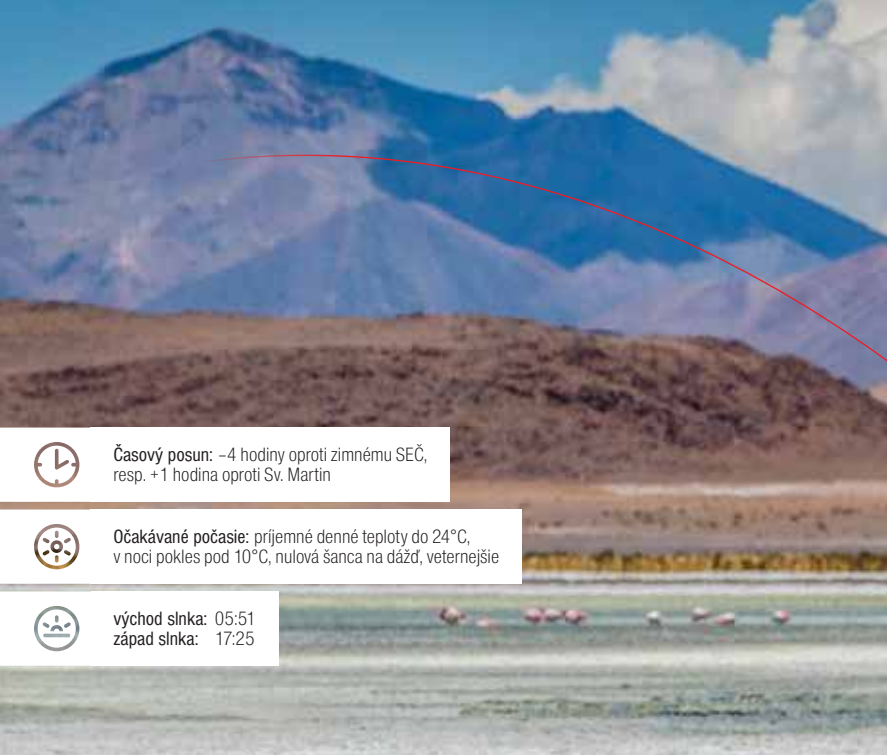 Časový posun: –4 hodiny oproti zimnému SEČ,
resp. +1 hodina oproti Sv. Martin
Očakávané počasie: príjemné denné teploty do 24°C,
v noci pokles pod 10°C, nulová šanca na dážď, veternejšie
východ slnka: 05:51
západ slnka: 17:25